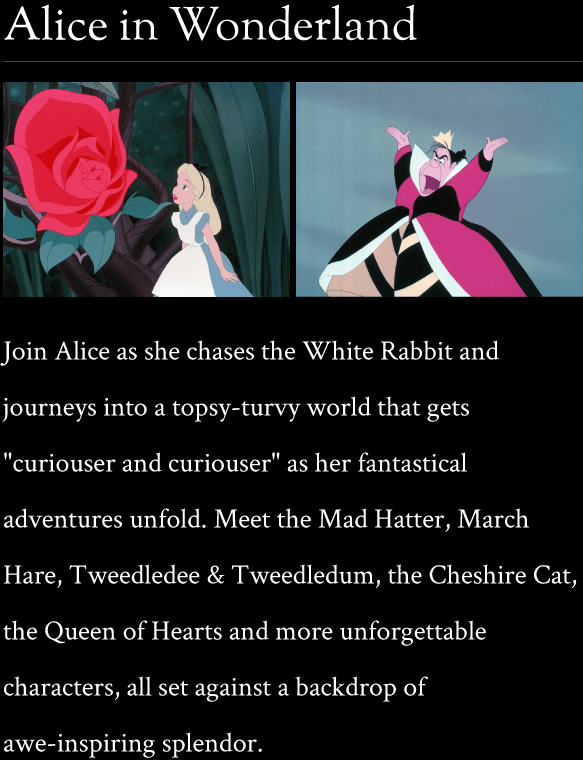 Alice in Wonderland
Join Alice as she chases the White Rabbit and
journeys into a topsy-turvy world that gets
"curiouser and curiouser" as her fantastical
adventures unfold. Meet the Mad Hatter, March
Hare, Tweedledee & Tweedledum, the Cheshire Cat,
the Queen of Hearts and more unforgettable
characters, all set against a backdrop of
awe-inspiring splendor.